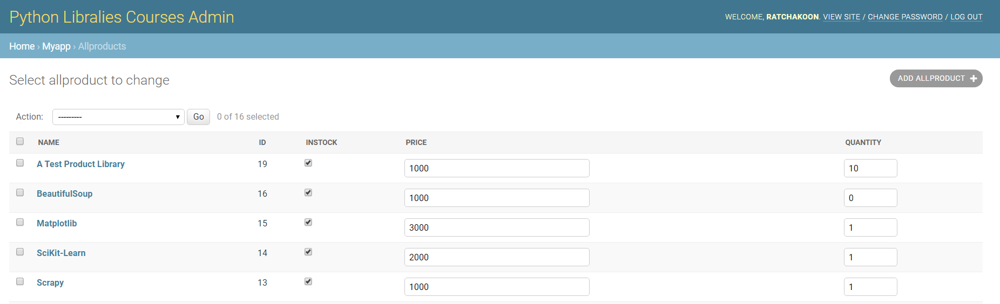 Python Libralies Courses Admin
WELCOME, RATCHAKOON. VIEW SITE / CHANGE PASSWORD / LOG OUT
Home › Myapp › Allproducts
Select allproduct to change
ADD ALLPRODUCT +
Action: --------- Go 0 of 16 selected
NAME ID INSTOCK PRICE QUANTITY
A Test Product Library 19 1000 10
BeautifulSoup 16 1000 0
Matplotlib 15 3000 1
SciKit-Learn 14 2000 1
Scrapy 13 1000 1